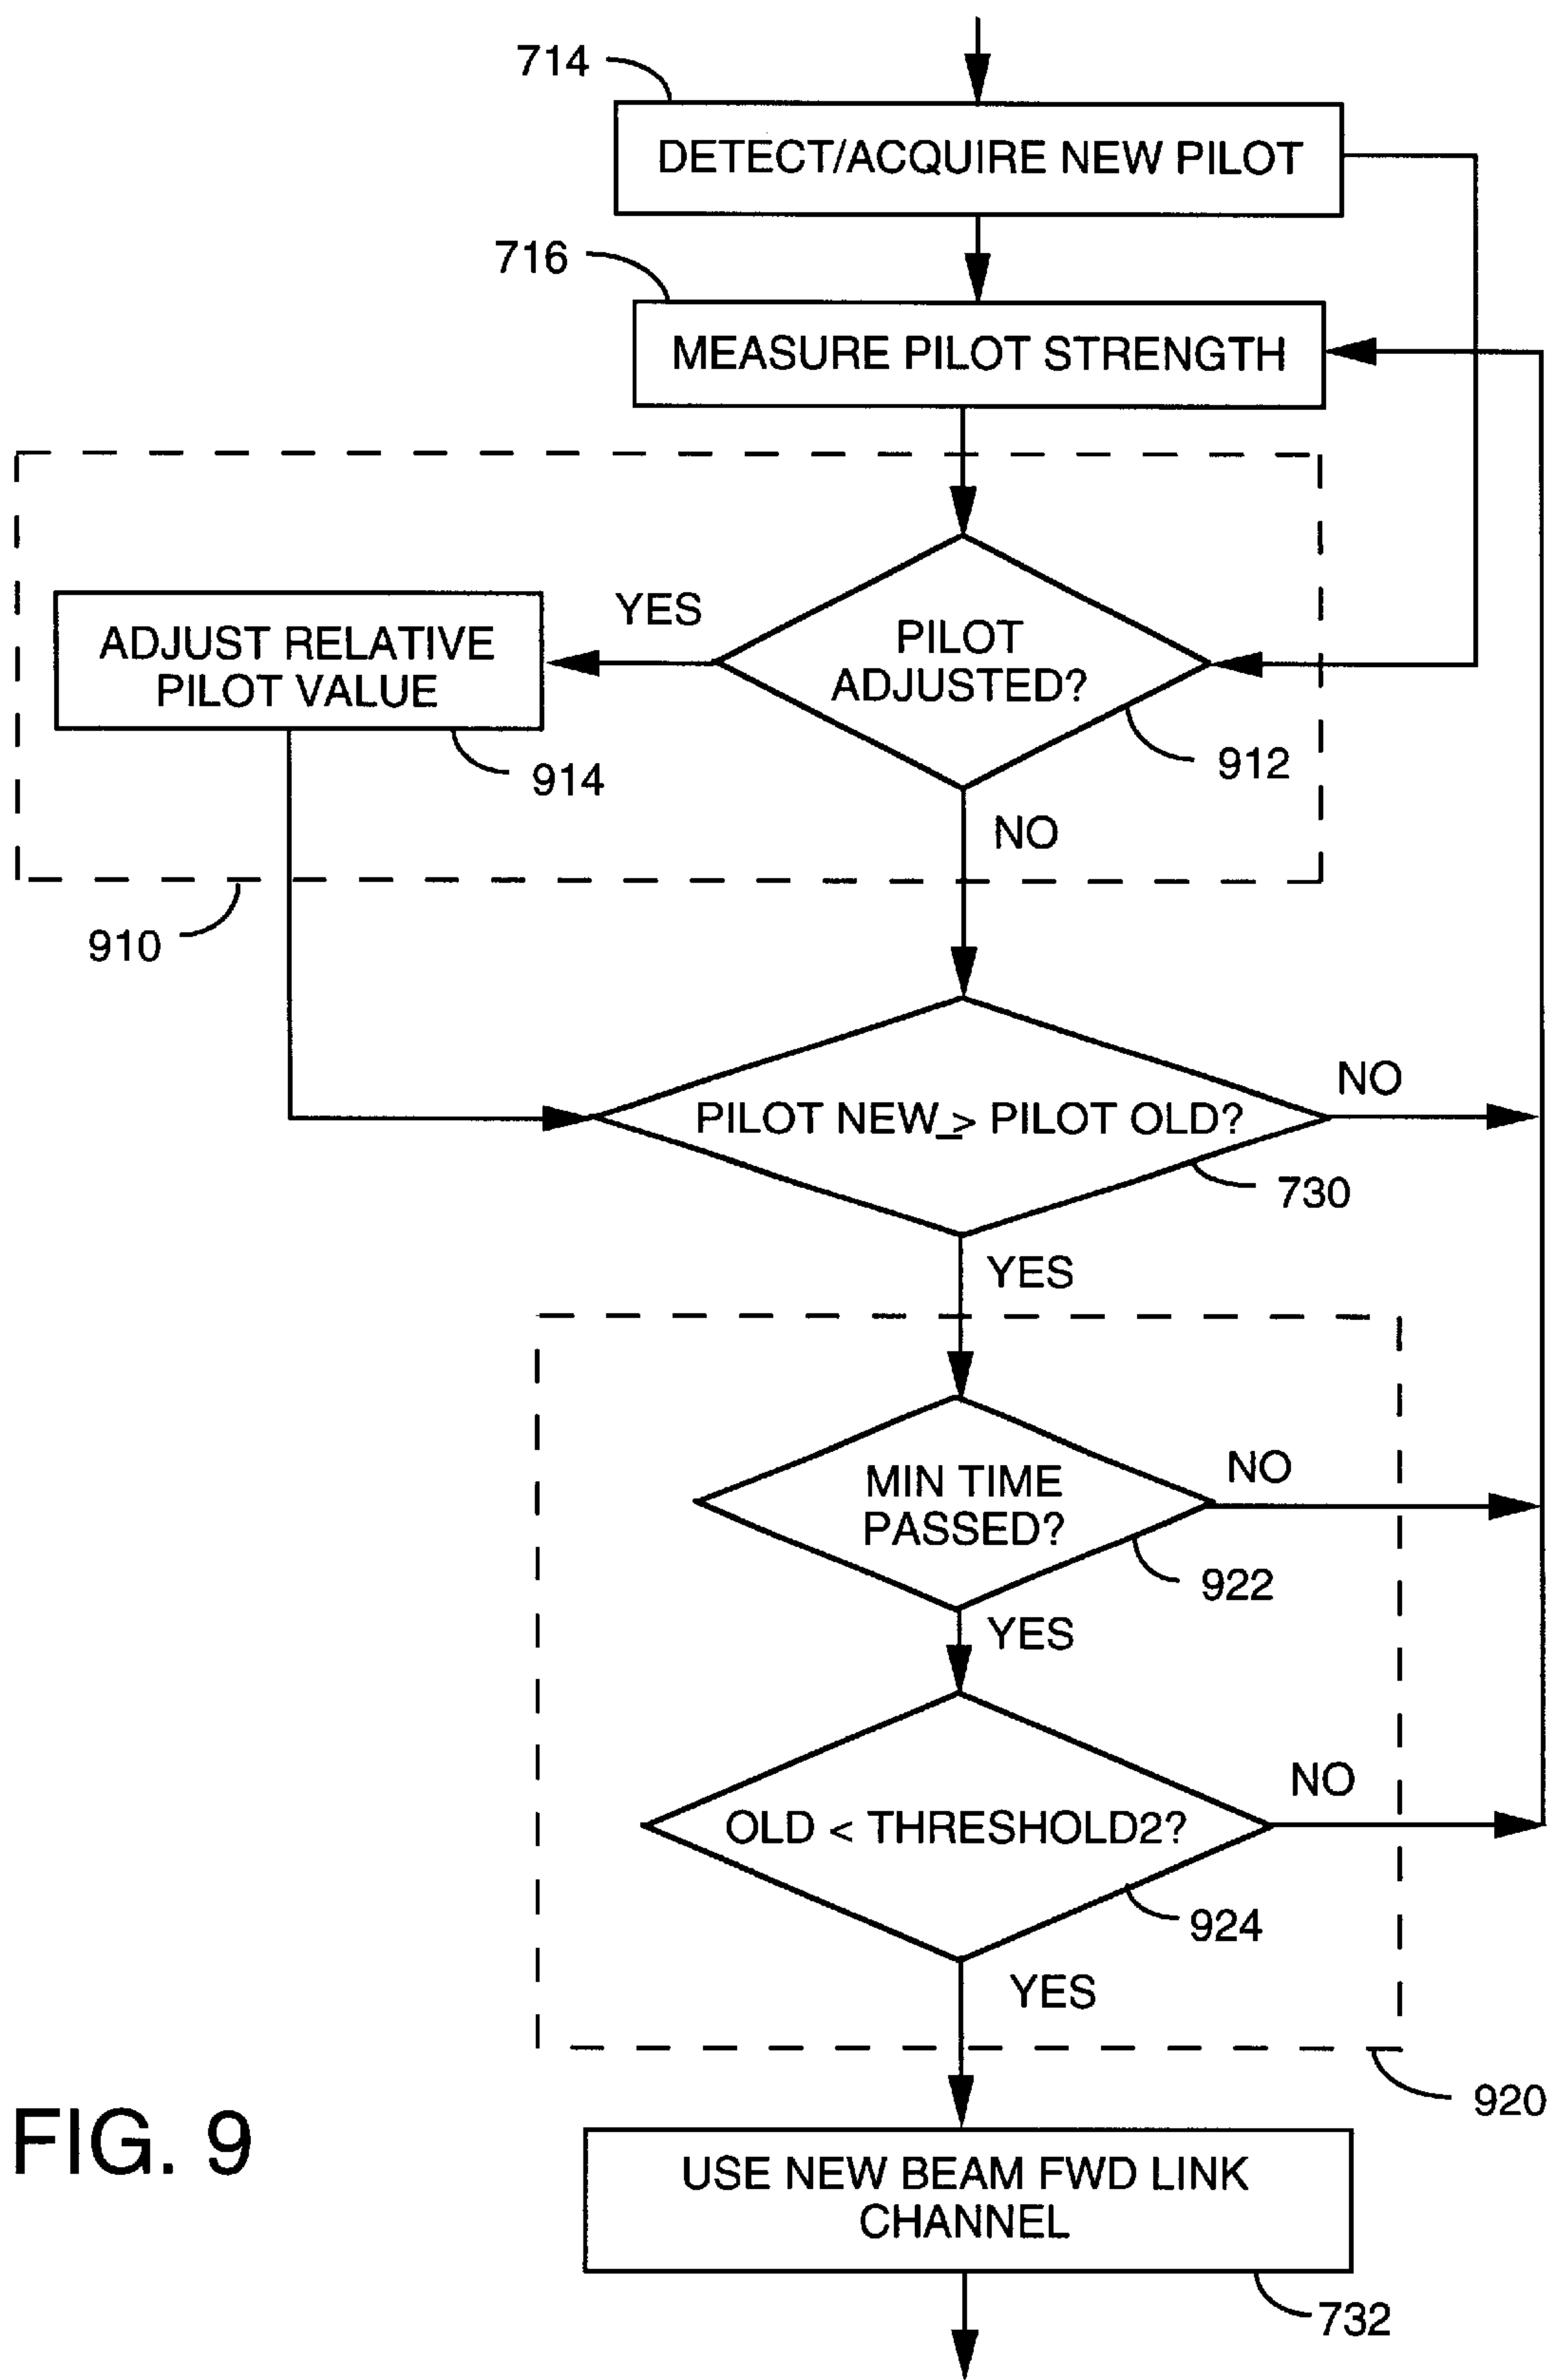 714
DETECT/ACQUIRE NEW PILOT
716
MEASURE PILOT STRENGTH
YES
PILOT
ADJUSTED?
ADJUST RELATIVE
PILOT VALUE
912
914
NO
910
NO
PILOT NEW_> PILOT OLD?
730
YES
NO
MIN TIME
PASSED?
922
YES
NO
OLD < THRESHOLD2?
924
YES
920
FIG. 9
USE NEW BEAM FWD LINK
CHANNEL
732